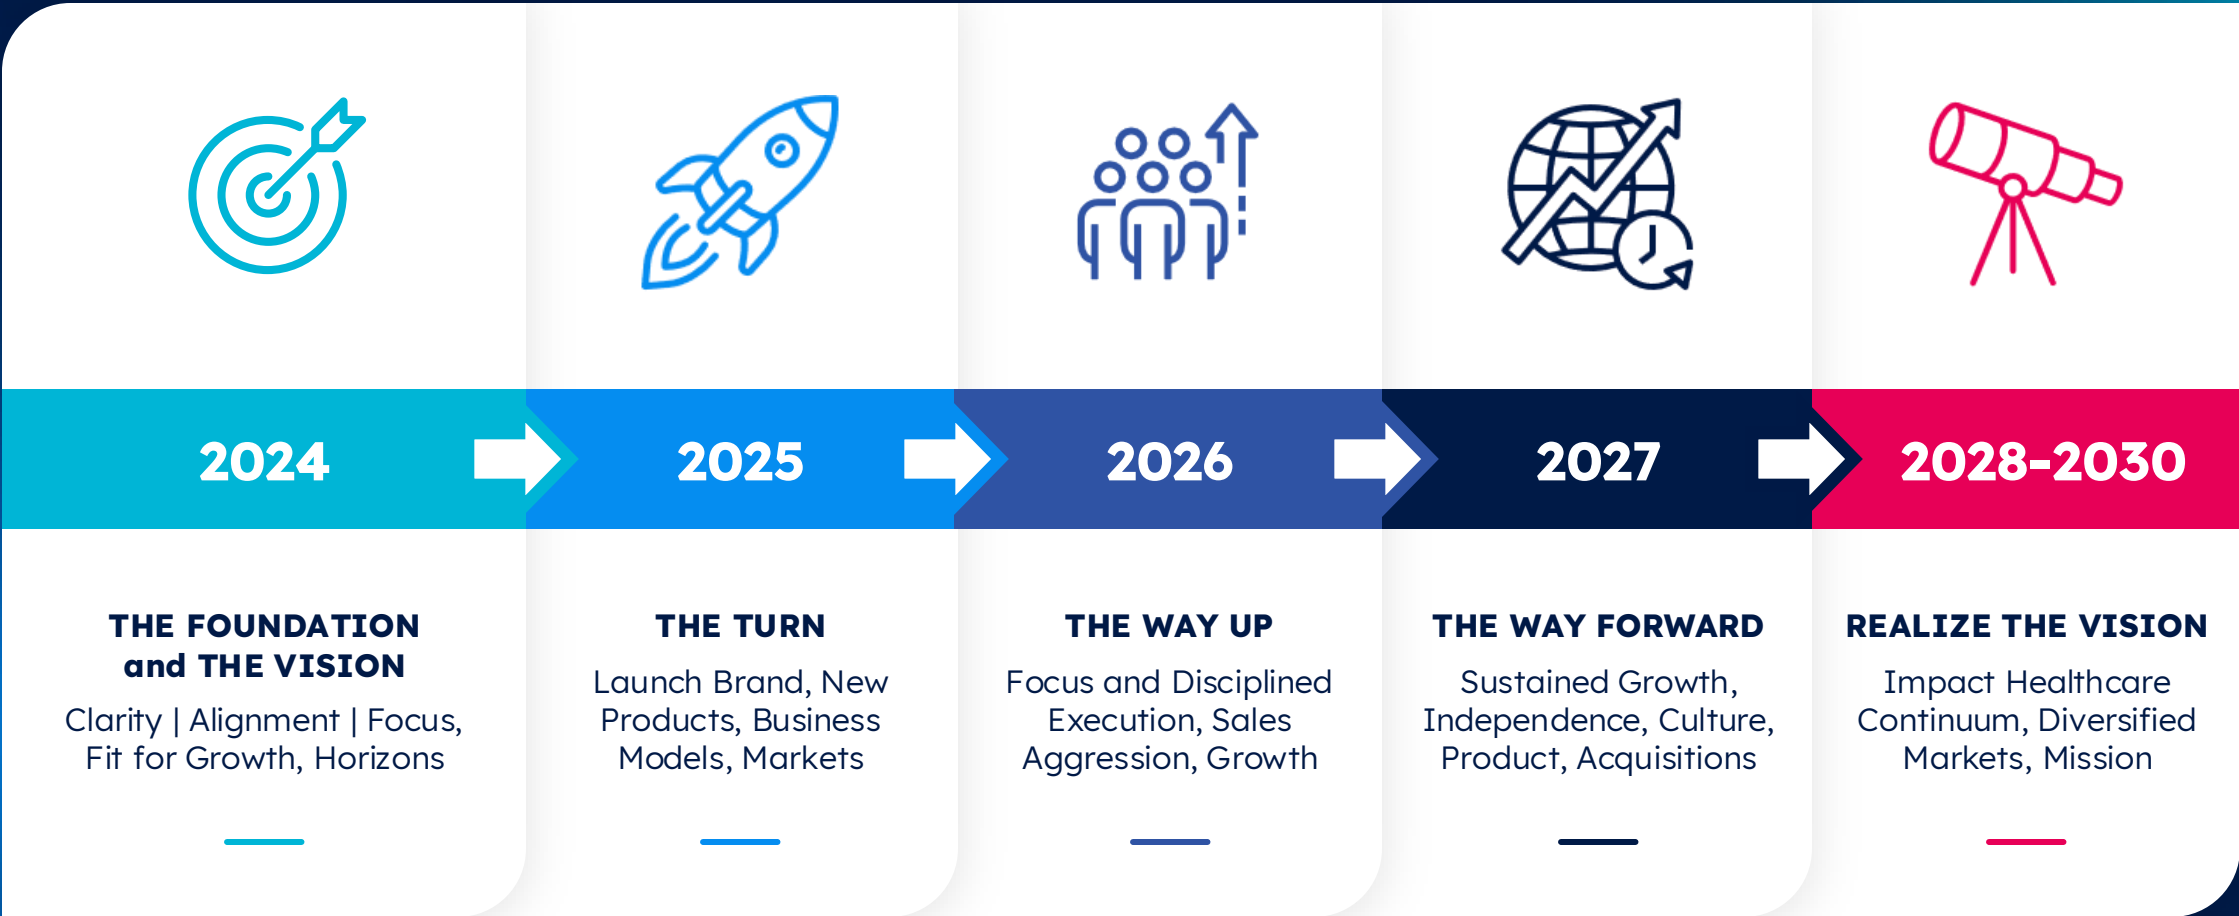 2024
2025
2026
2027
2028-2030
THE FOUNDATION
and THE VISION
Clarity | Alignment | Focus,
Fit for Growth, Horizons
THE TURN
Launch Brand, New
Products, Business
Models, Markets
THE WAY UP
Focus and Disciplined
Execution, Sales
Aggression, Growth
THE WAY FORWARD
Sustained Growth,
Independence, Culture,
Product, Acquisitions
REALIZE THE VISION
Impact Healthcare
Continuum, Diversified
Markets, Mission